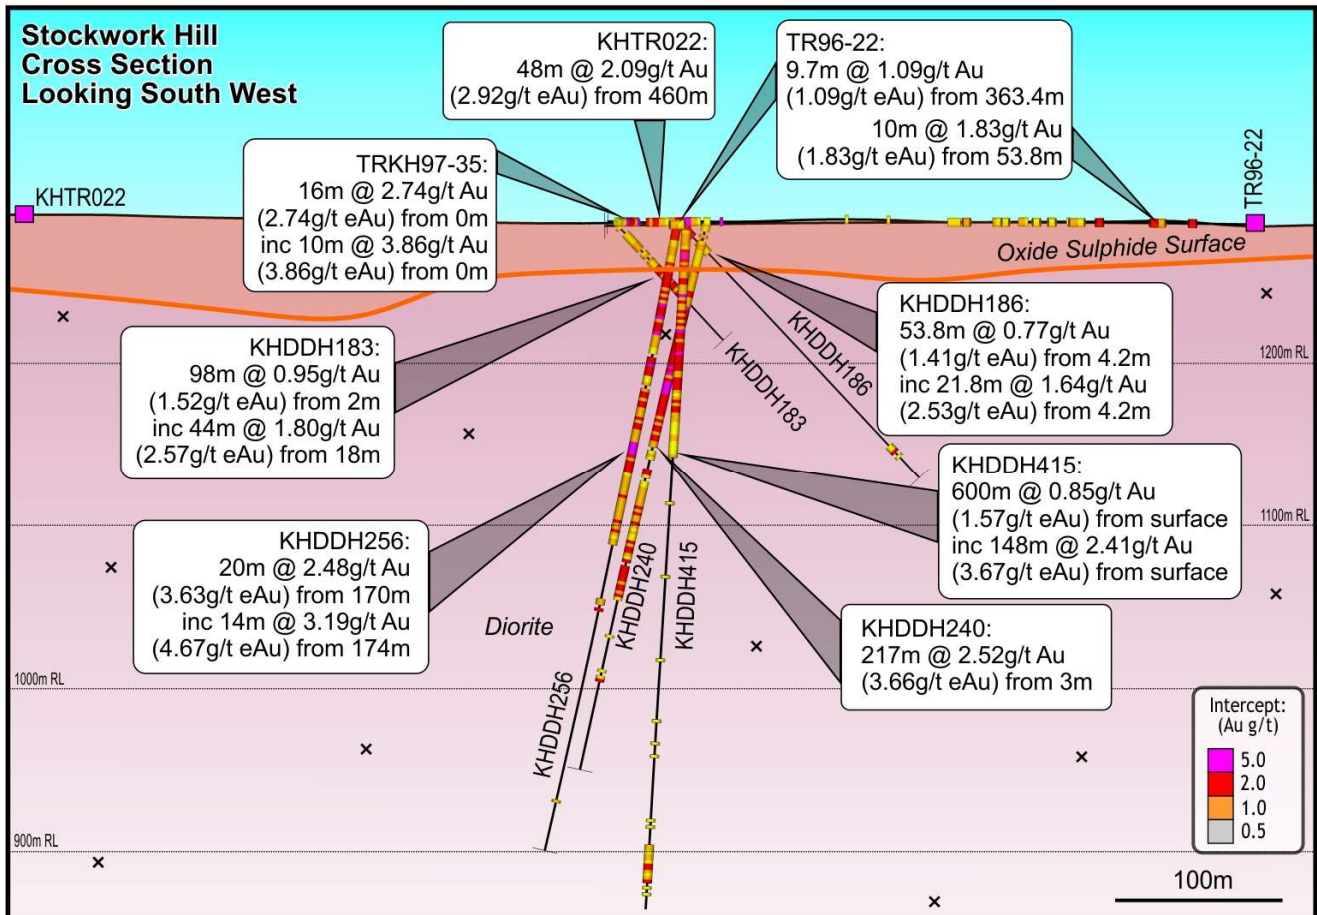 Stockwork Hill
Cross Section
Looking South West
KHTR022:
48m @ 2.09g/t Au
(2.92g/t eAu) from 460m
TR96-22:
9.7m @ 1.09g/t Au
(1.09g/t eAu) from 363.4m
10m @ 1.83g/t Au
(1.83g/t eAu) from 53.8m
TRKH97-35:
16m @ 2.74g/t Au
(2.74g/t eAu) from 0m
inc 10m @ 3.86g/t Au
(3.86g/t eAu) from 0m
KHTR022
TR96-22
Oxide Sulphide Surface
KHDDH183:
98m @ 0.95g/t Au
(1.52g/t eAu) from 2m
inc 44m @ 1.80g/t Au
(2.57g/t eAu) from 18m
KHDDH186:
53.8m @ 0.77g/t Au
(1.41g/t eAu) from 4.2m
inc 21.8m @ 1.64g/t Au
(2.53g/t eAu) from 4.2m
KHDDH186
KHDDH183
1200m RL
KHDDH415:
600m @ 0.85g/t Au
(1.57g/t eAu) from surface
inc 148m @ 2.41g/t Au
(3.67g/t eAu) from surface
1100m RL
KHDDH256:
20m @ 2.48g/t Au
(3.63g/t eAu) from 170m
inc 14m @ 3.19g/t Au
(4.67g/t eAu) from 174m
Diorite
KHDDH240
KHDDH415
KHDDH256
KHDDH240:
217m @ 2.52g/t Au
(3.66g/t eAu) from 3m
1000m RL
900m RL
Intercept:
(Au g/t)
5.0
2.0
1.0
0.5
100m